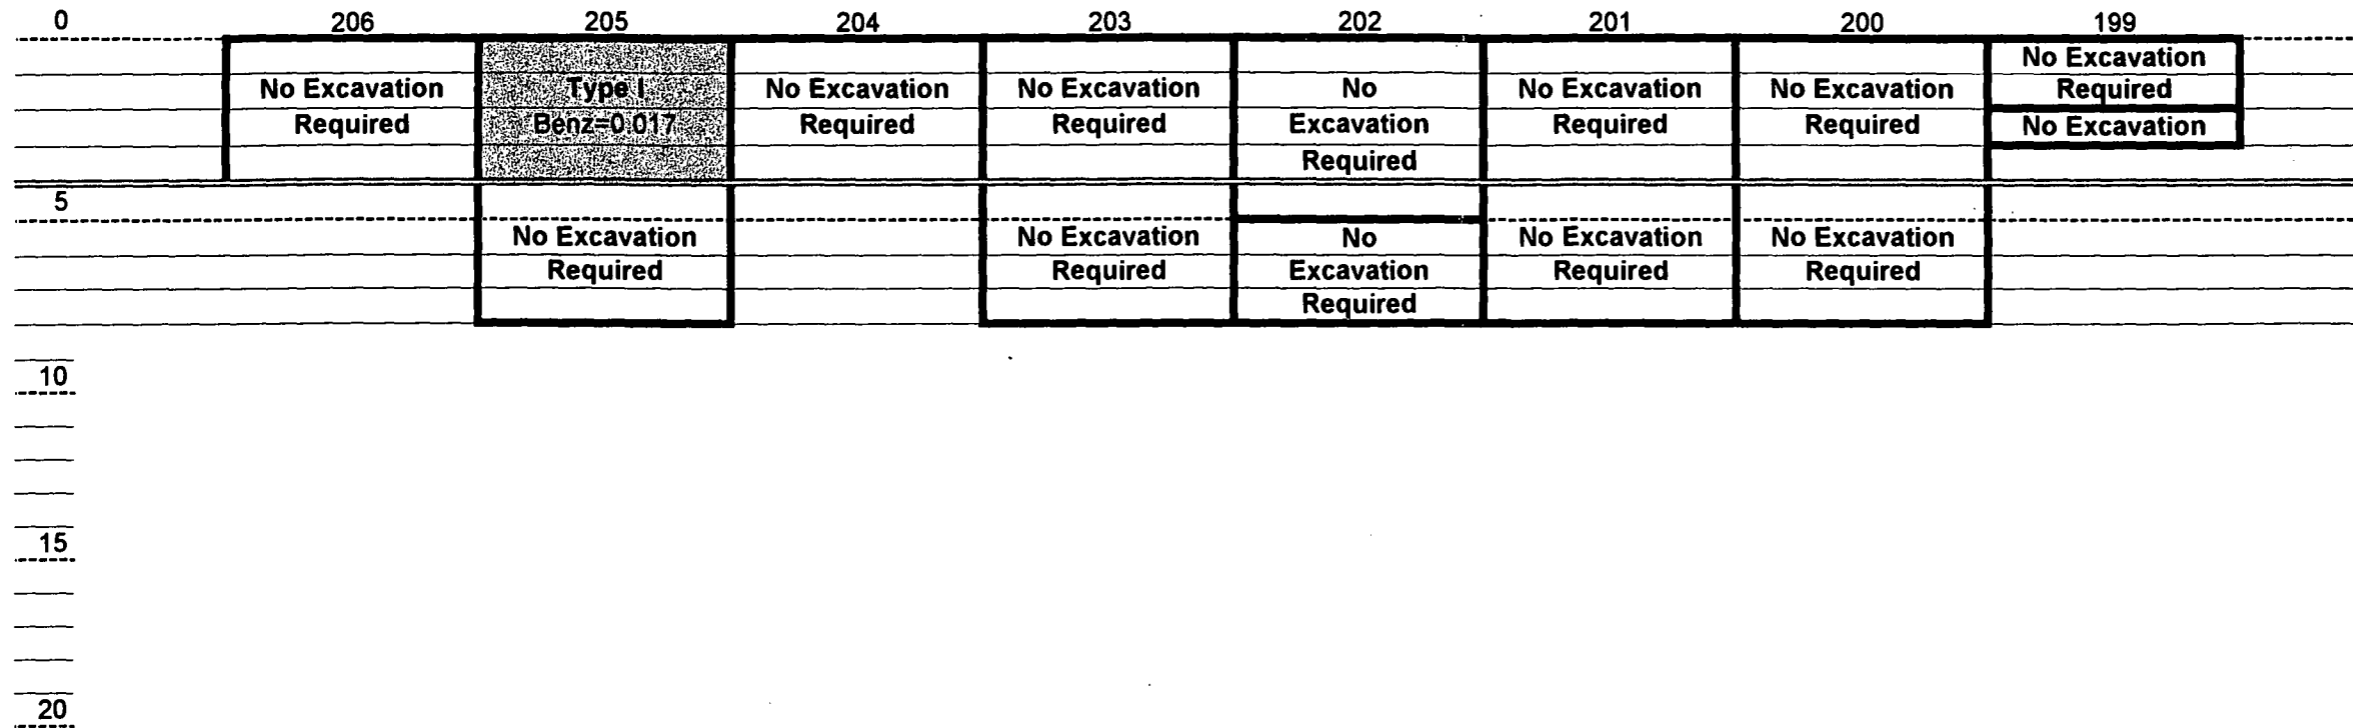 0 206 205 204 203 202 201 200 199
No Excavation
No Excavation Type I No Excavation No Excavation No No Excavation No Excavation Required
Required Benz=0.017 Required Required Excavation Required Required No Excavation
Required
5
No Excavation No Excavation No No Excavation No Excavation
Required Required Excavation Required Required
Required
10
15
20